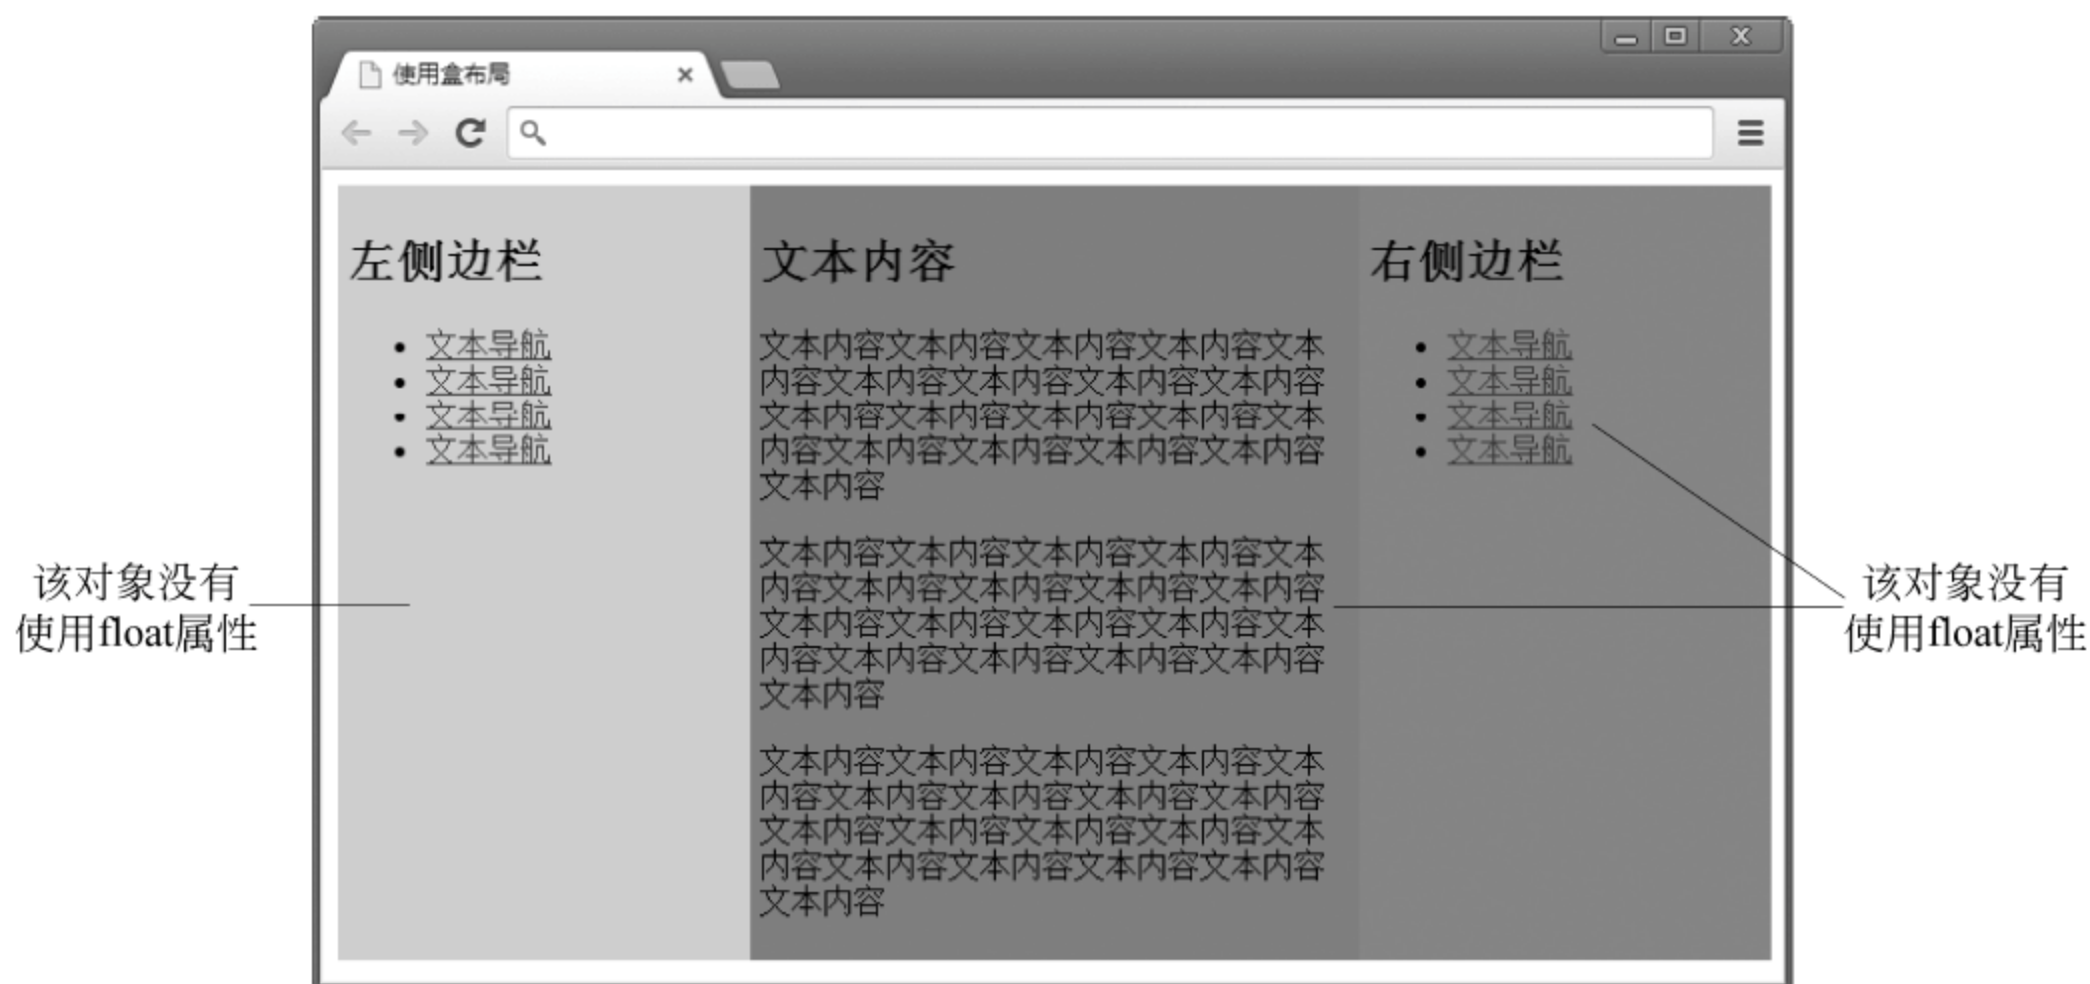 使用盒布局
左侧边栏
文本导航
文本导航
文本导航
文本导航
文本内容
文本内容文本内容文本内容文本内容文本
内容文本内容文本内容文本内容文本内容
文本内容文本内容文本内容文本内容文本
内容文本内容文本内容文本内容文本内容
文本内容
文本内容文本内容文本内容文本内容文本
内容文本内容文本内容文本内容文本内容
文本内容文本内容文本内容文本内容文本
内容文本内容文本内容文本内容文本内容
文本内容
文本内容文本内容文本内容文本内容文本
内容文本内容文本内容文本内容文本内容
文本内容文本内容文本内容文本内容文本
内容文本内容文本内容文本内容文本内容
文本内容
右侧边栏
文本导航
文本导航
文本导航
文本导航
该对象没有
使用float属性
该对象没有
使用float属性